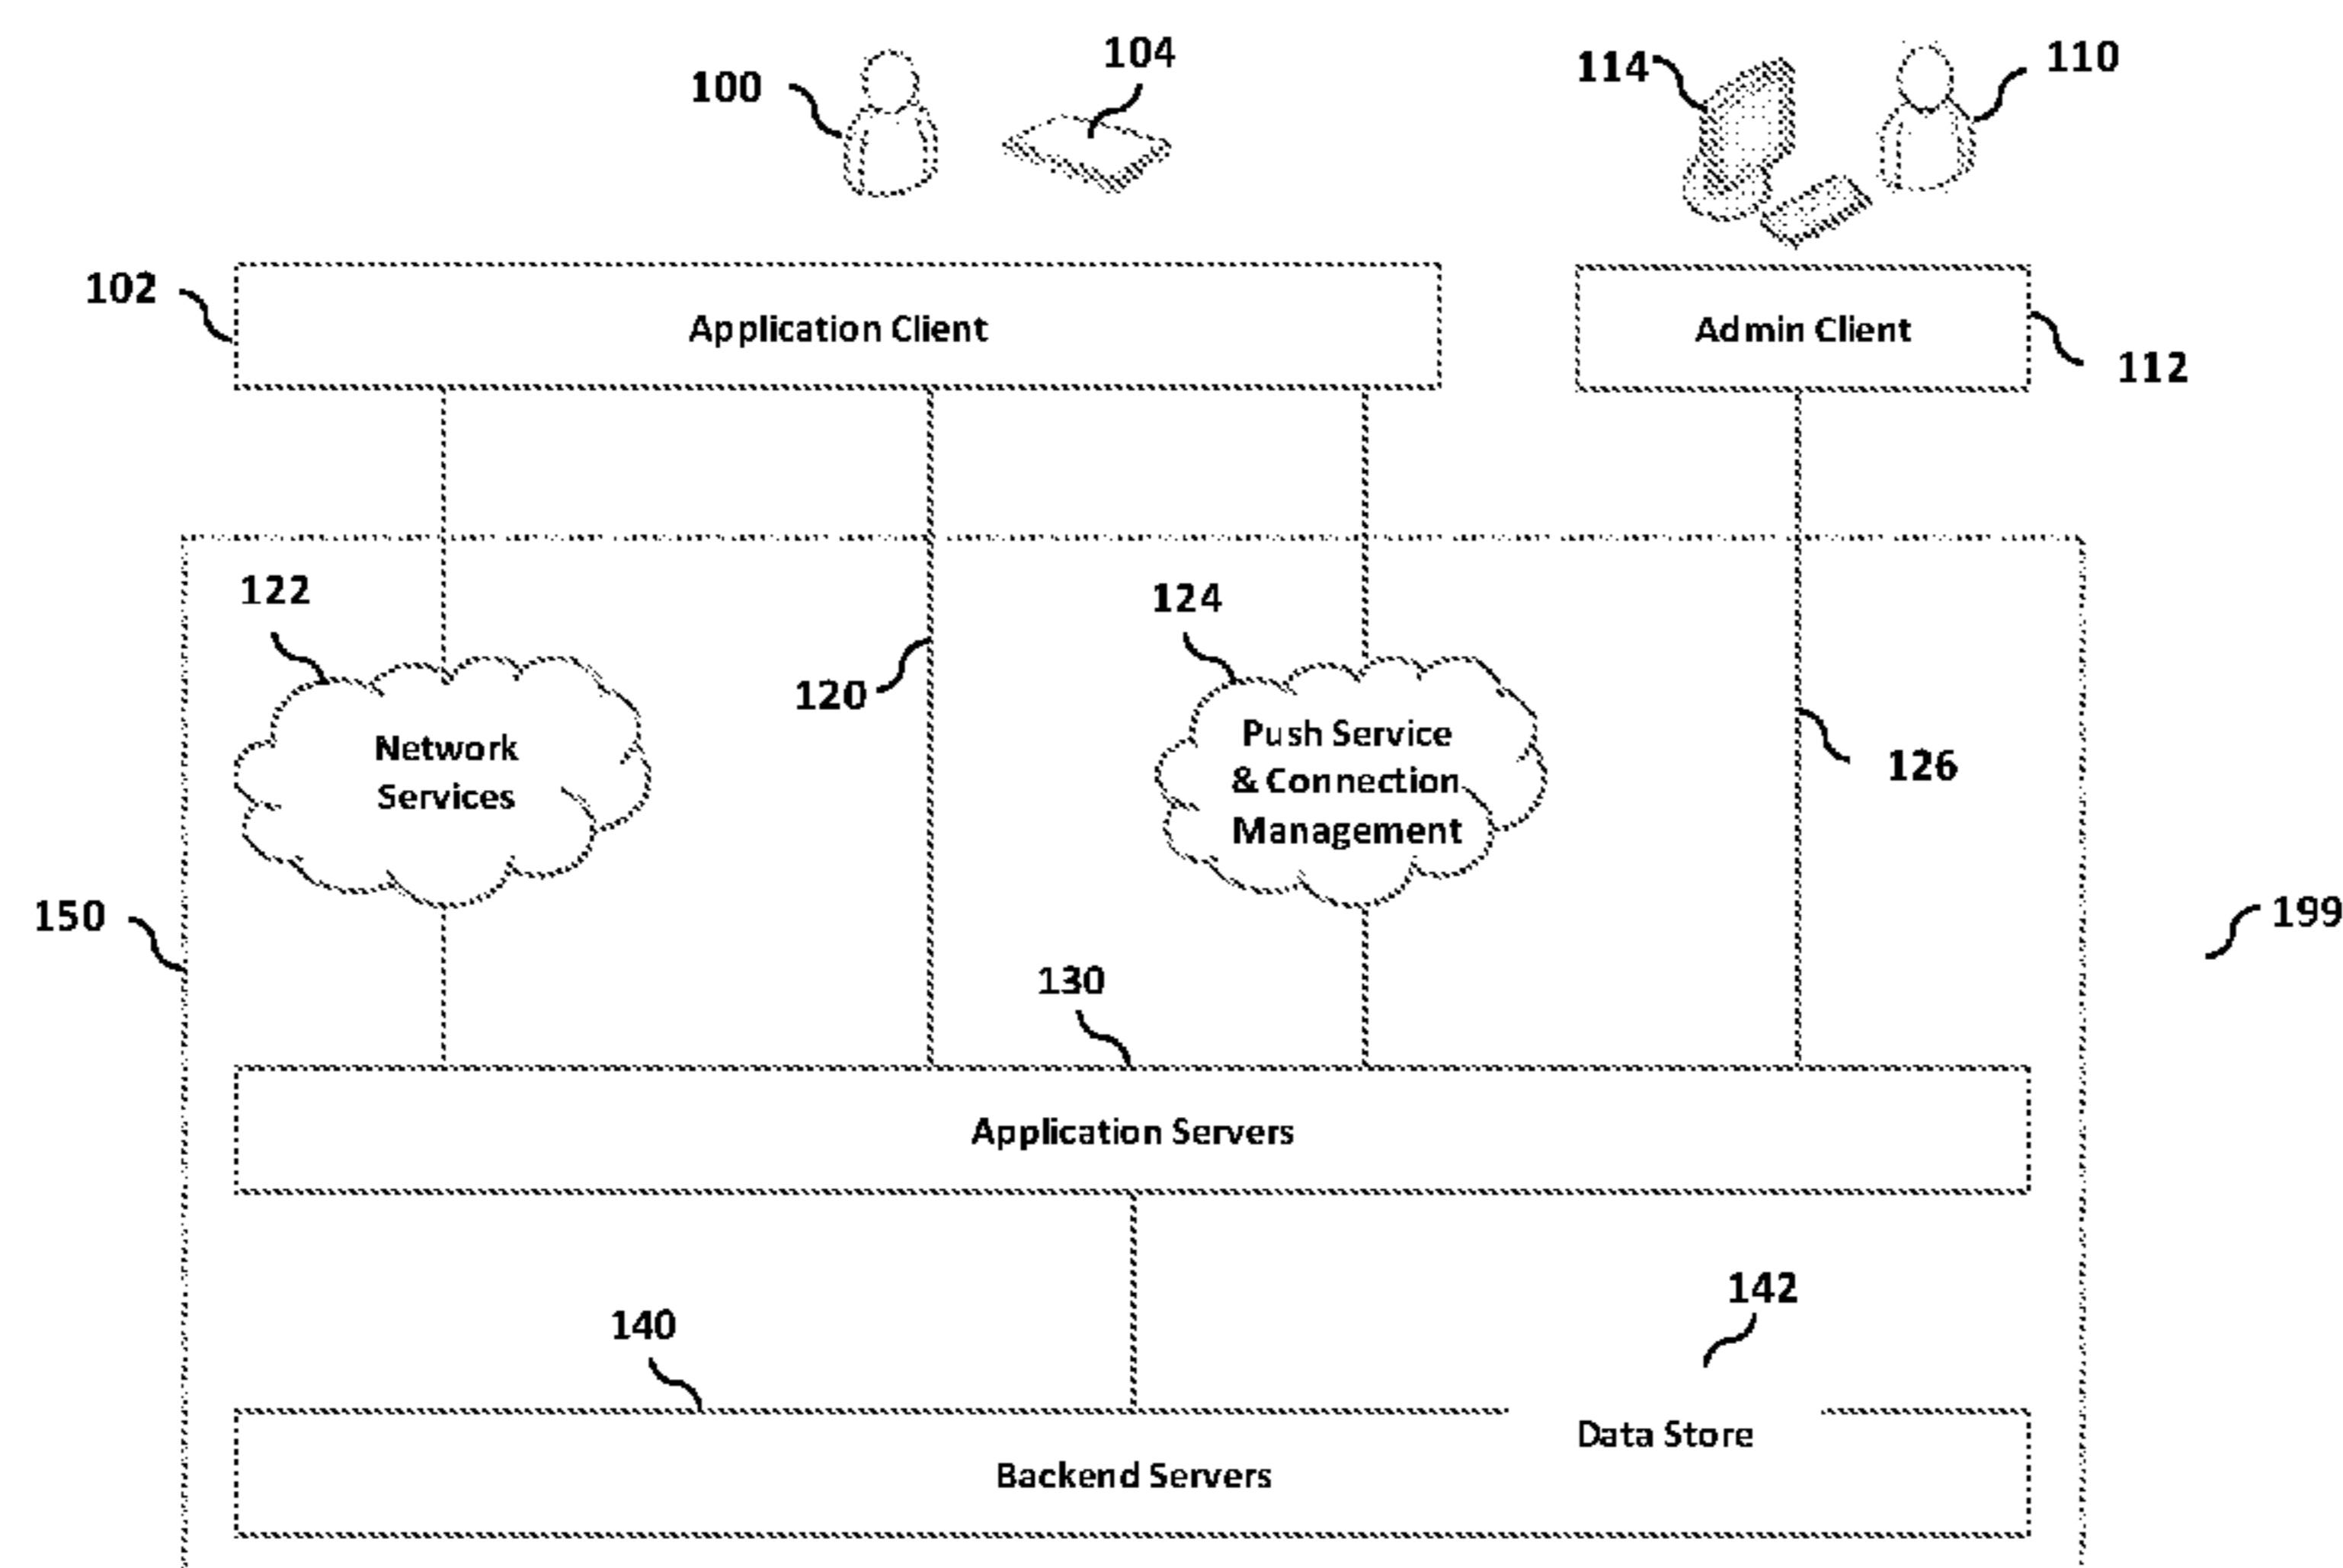 104
110
114
100
102
Application Client
Admin Client
112
122
124
120
Network
Services
Push Service
& Connection
Management
126
150
199
130
Application Servers
142
140
Data Store
Backend Servers